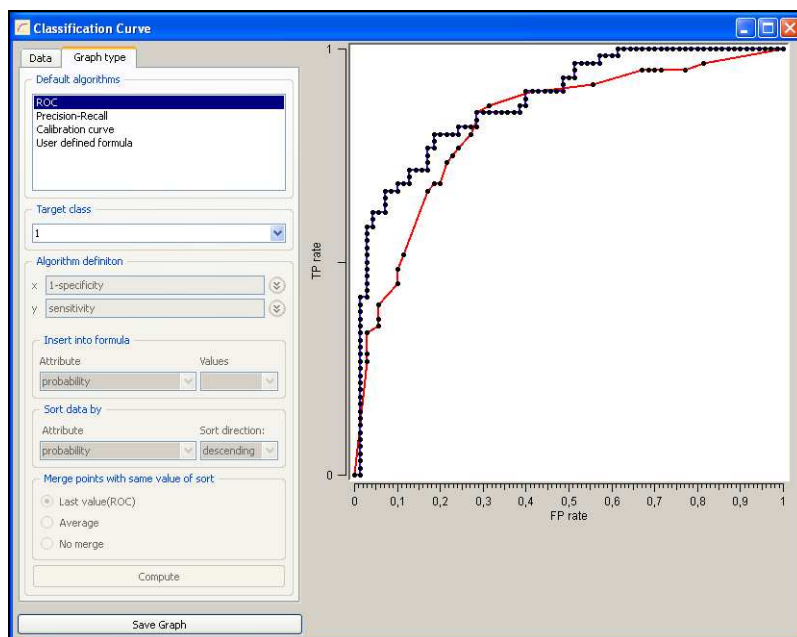 Classification Curve
Data
Graph type
Default algorithms
ROC
Precision-Recall
Calibration curve
User defined formula
Target class
1
Algorithm definiton
x 1-specificity
y sensitivity
Insert into formula
Attribute Values
probability
Sort data by
Attribute Sort direction:
probability descending
Merge points with same value of sort
Last value(ROC)
Average
No merge
Compute
Save Graph
1
TP rate
0
0 0,1 0,2 0,3 0,4 0,5 0,6 0,7 0,8 0,9 1
FP rate